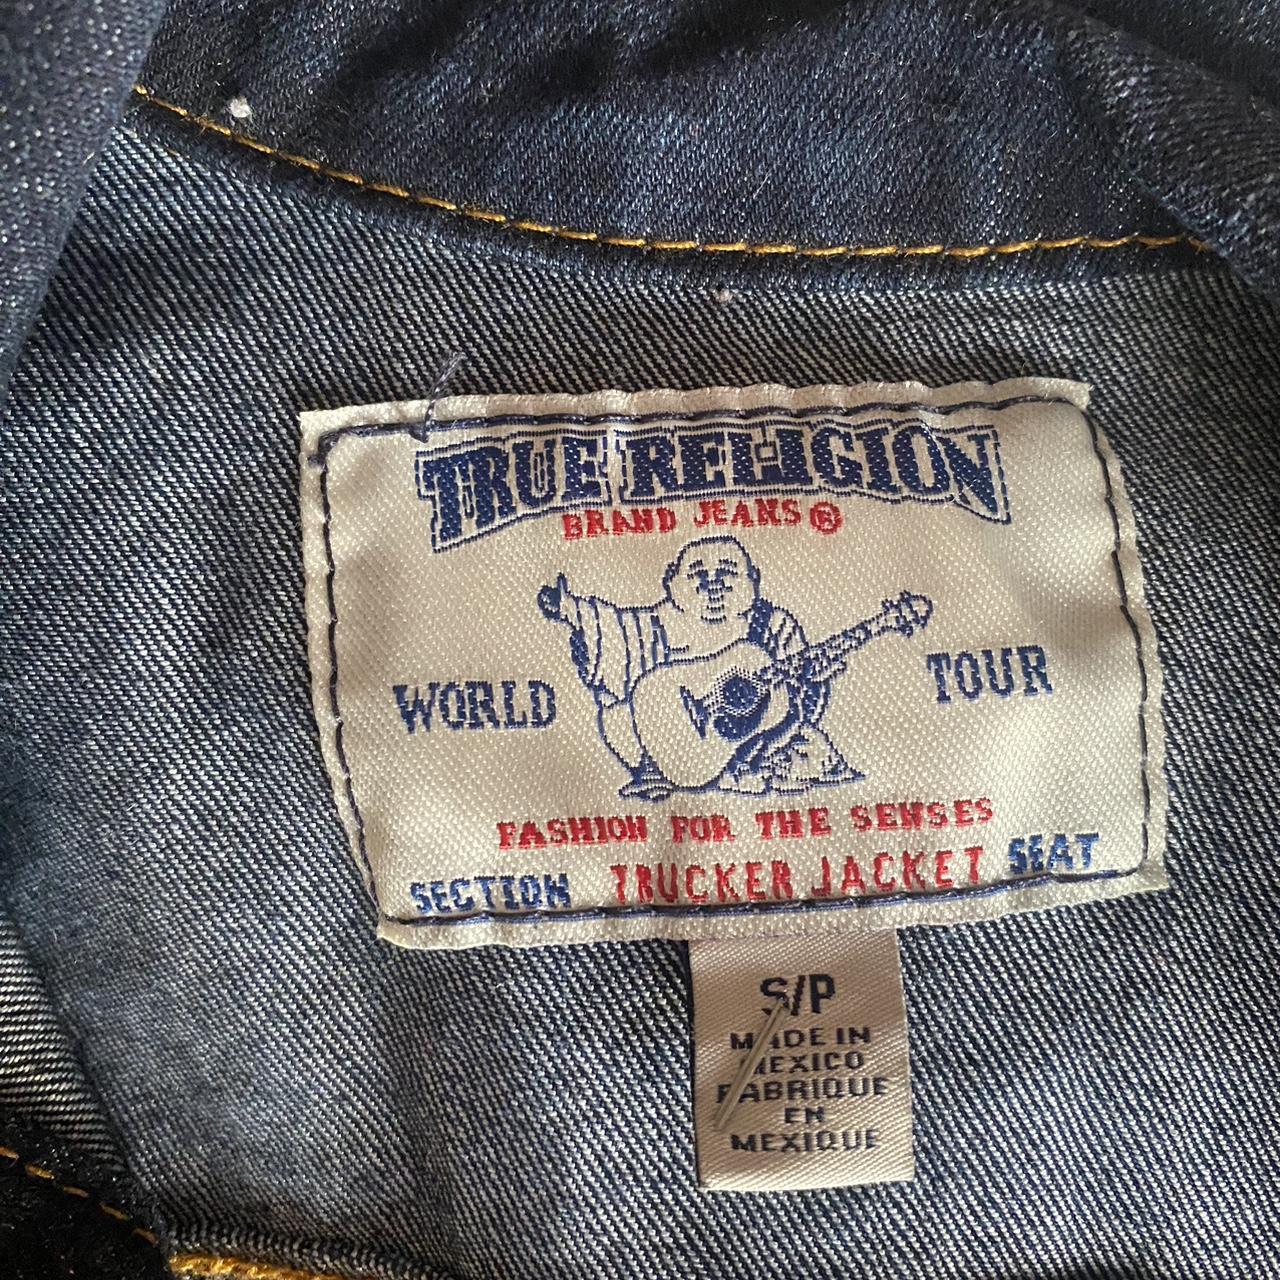 TRUE RELIGION
BRAND JEANS®
WORLD TOUR
FASHION FOR THE SENSES
SECTION TRUCKER JACKET SEAT
S/P
MADE IN
MEXICO
FABRIQUE
EN
MEXIQUE